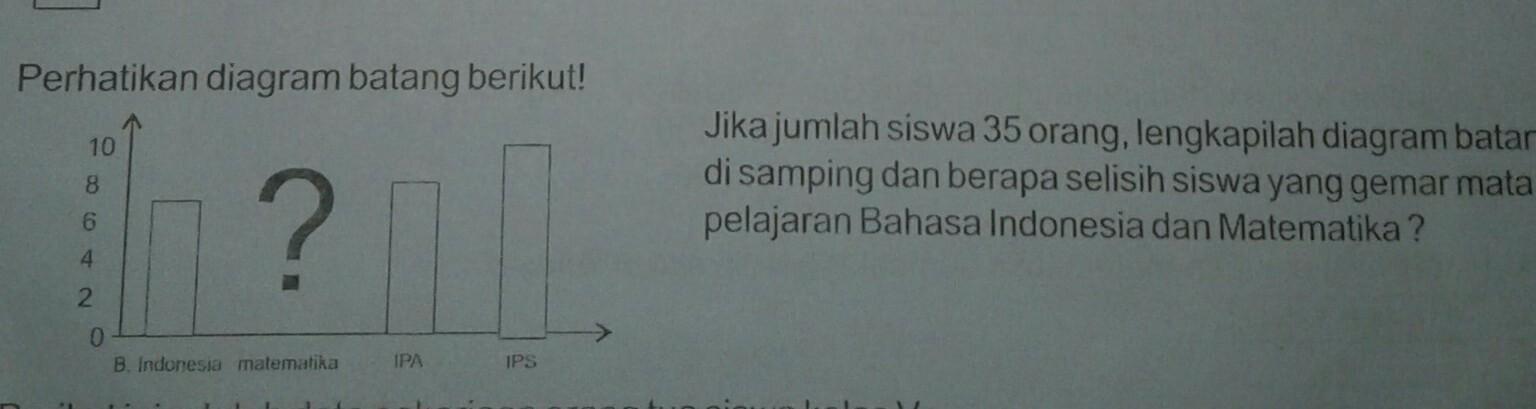 Perhatikan diagram batang berikut!
10
8
6
4
2
0
?
B. Indonesia matematika IPA IPS
Jika jumlah siswa 35 orang, lengkapilah diagram
di samping dan berapa selisih siswa yang gemar mata
pelajaran Bahasa Indonesia dan Matematika ?